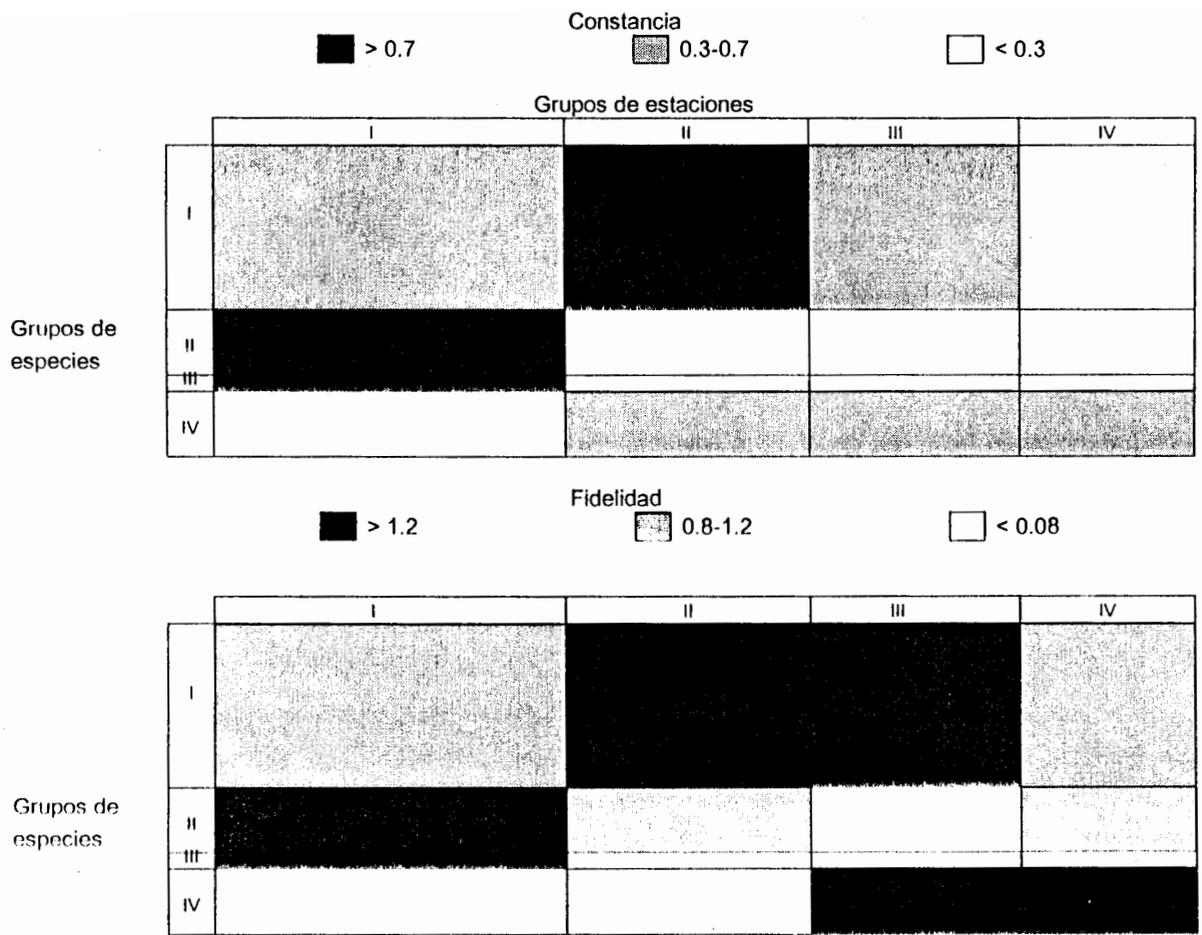 Constancia
> 0.7 0.3-0.7 < 0.3
Grupos de estaciones
I II III IV
I
Grupos de
especies
II
III
IV
Fidelidad
> 1.2 0.8-1.2 < 0.08
I II III IV
I
Grupos de
especies
II
III
IV